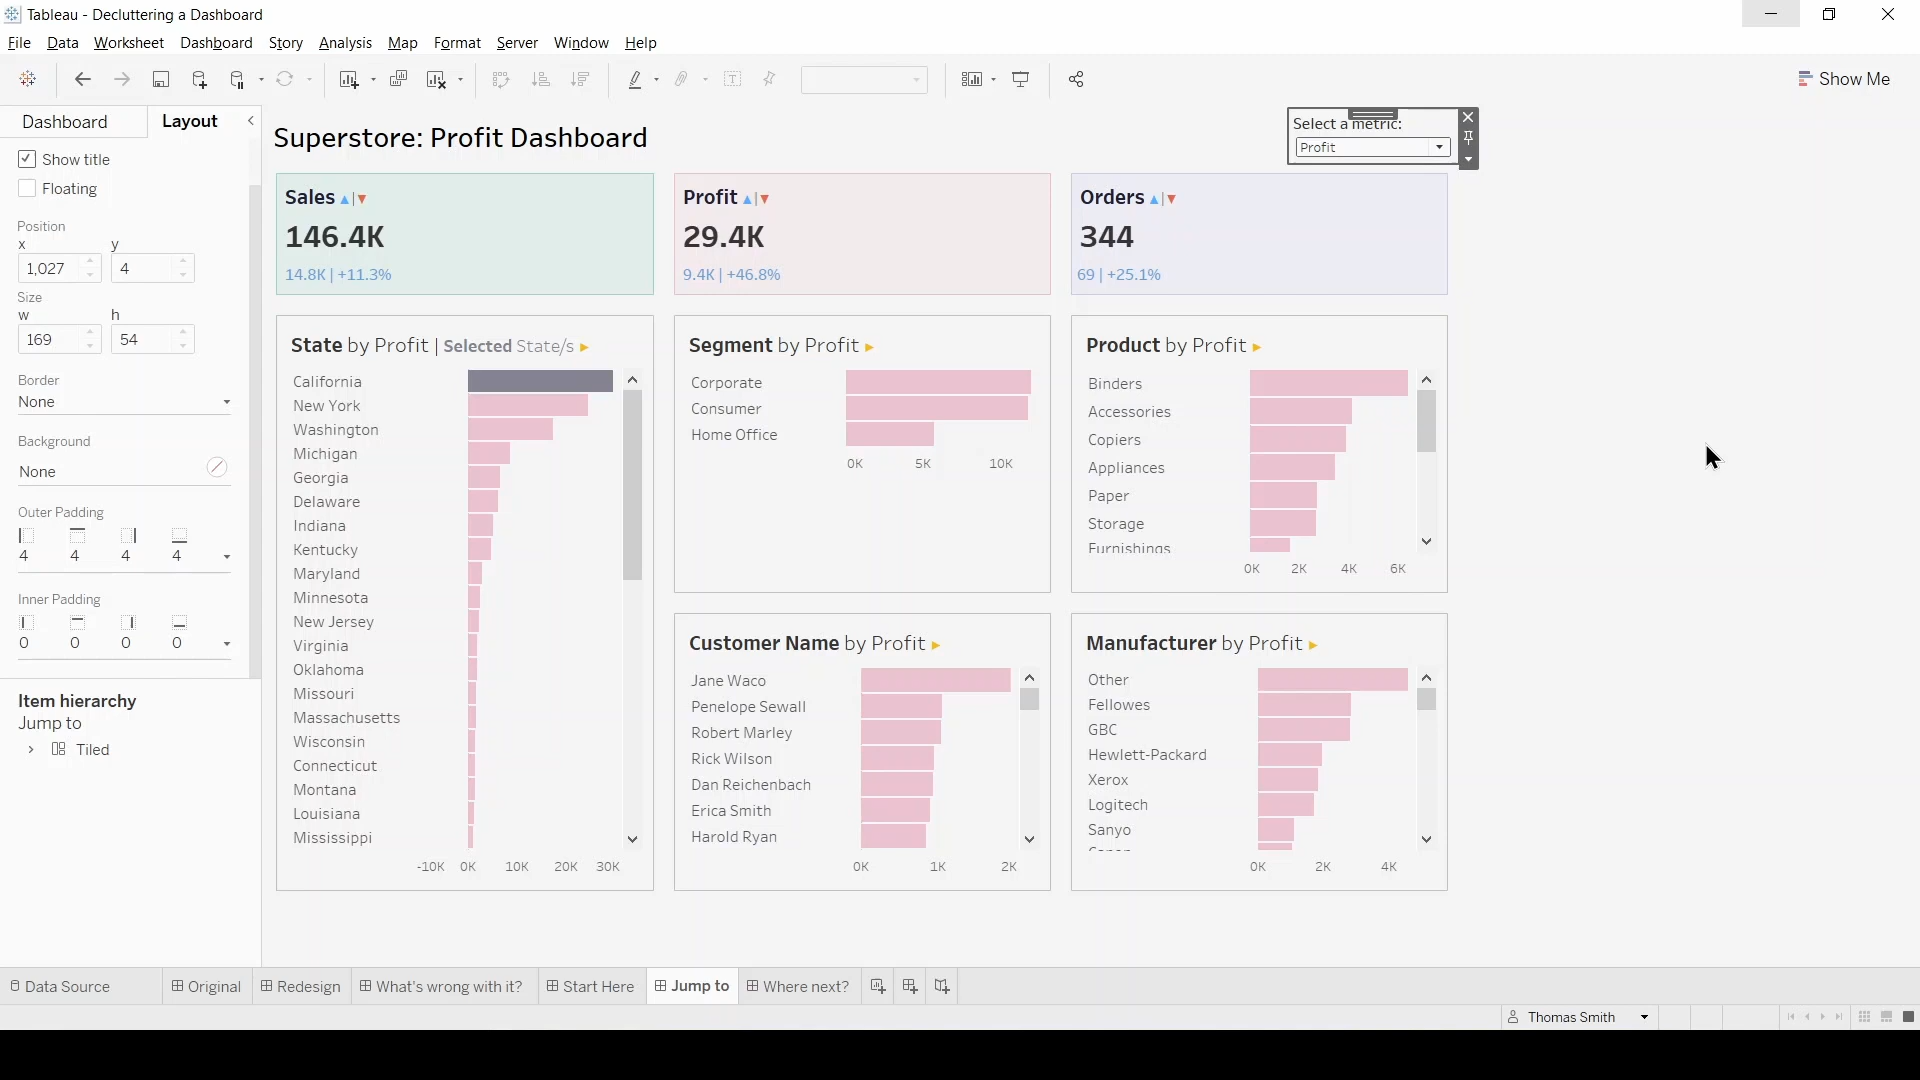 Tableau - Decluttering a Dashboard
File Data Worksheet Dashboard Story Analysis Map Format Server Window Help
Show Me
Dashboard Layout
Show title
Floating
Position
x y
1,027 4
Size
w h
169 54
Border
None
Background
None
Outer Padding
4 4 4 4
Inner Padding
0 0 0 0
Item hierarchy
Jump to
Tiled
Superstore: Profit Dashboard
Select a metric:
Profit
Sales ▲|▼
146.4K
14.8K | +11.3%
Profit ▲|▼
29.4K
9.4K | +46.8%
Orders ▲|▼
344
69 | +25.1%
State by Profit | Selected State/s ▸
California
New York
Washington
Michigan
Georgia
Delaware
Indiana
Kentucky
Maryland
Minnesota
New Jersey
Virginia
Oklahoma
Missouri
Massachusetts
Wisconsin
Connecticut
Montana
Louisiana
Mississippi
-10K 0K 10K 20K 30K
Segment by Profit ▸
Corporate
Consumer
Home Office
0K 5K 10K
Product by Profit ▸
Binders
Accessories
Copiers
Appliances
Paper
Storage
Furnishings
0K 2K 4K 6K
Customer Name by Profit ▸
Jane Waco
Penelope Sewall
Robert Marley
Rick Wilson
Dan Reichenbach
Erica Smith
Harold Ryan
0K 1K 2K
Manufacturer by Profit ▸
Other
Fellowes
GBC
Hewlett-Packard
Xerox
Logitech
Sanyo
0K 2K 4K
Data Source Original Redesign What's wrong with it? Start Here Jump to Where next?
Thomas Smith